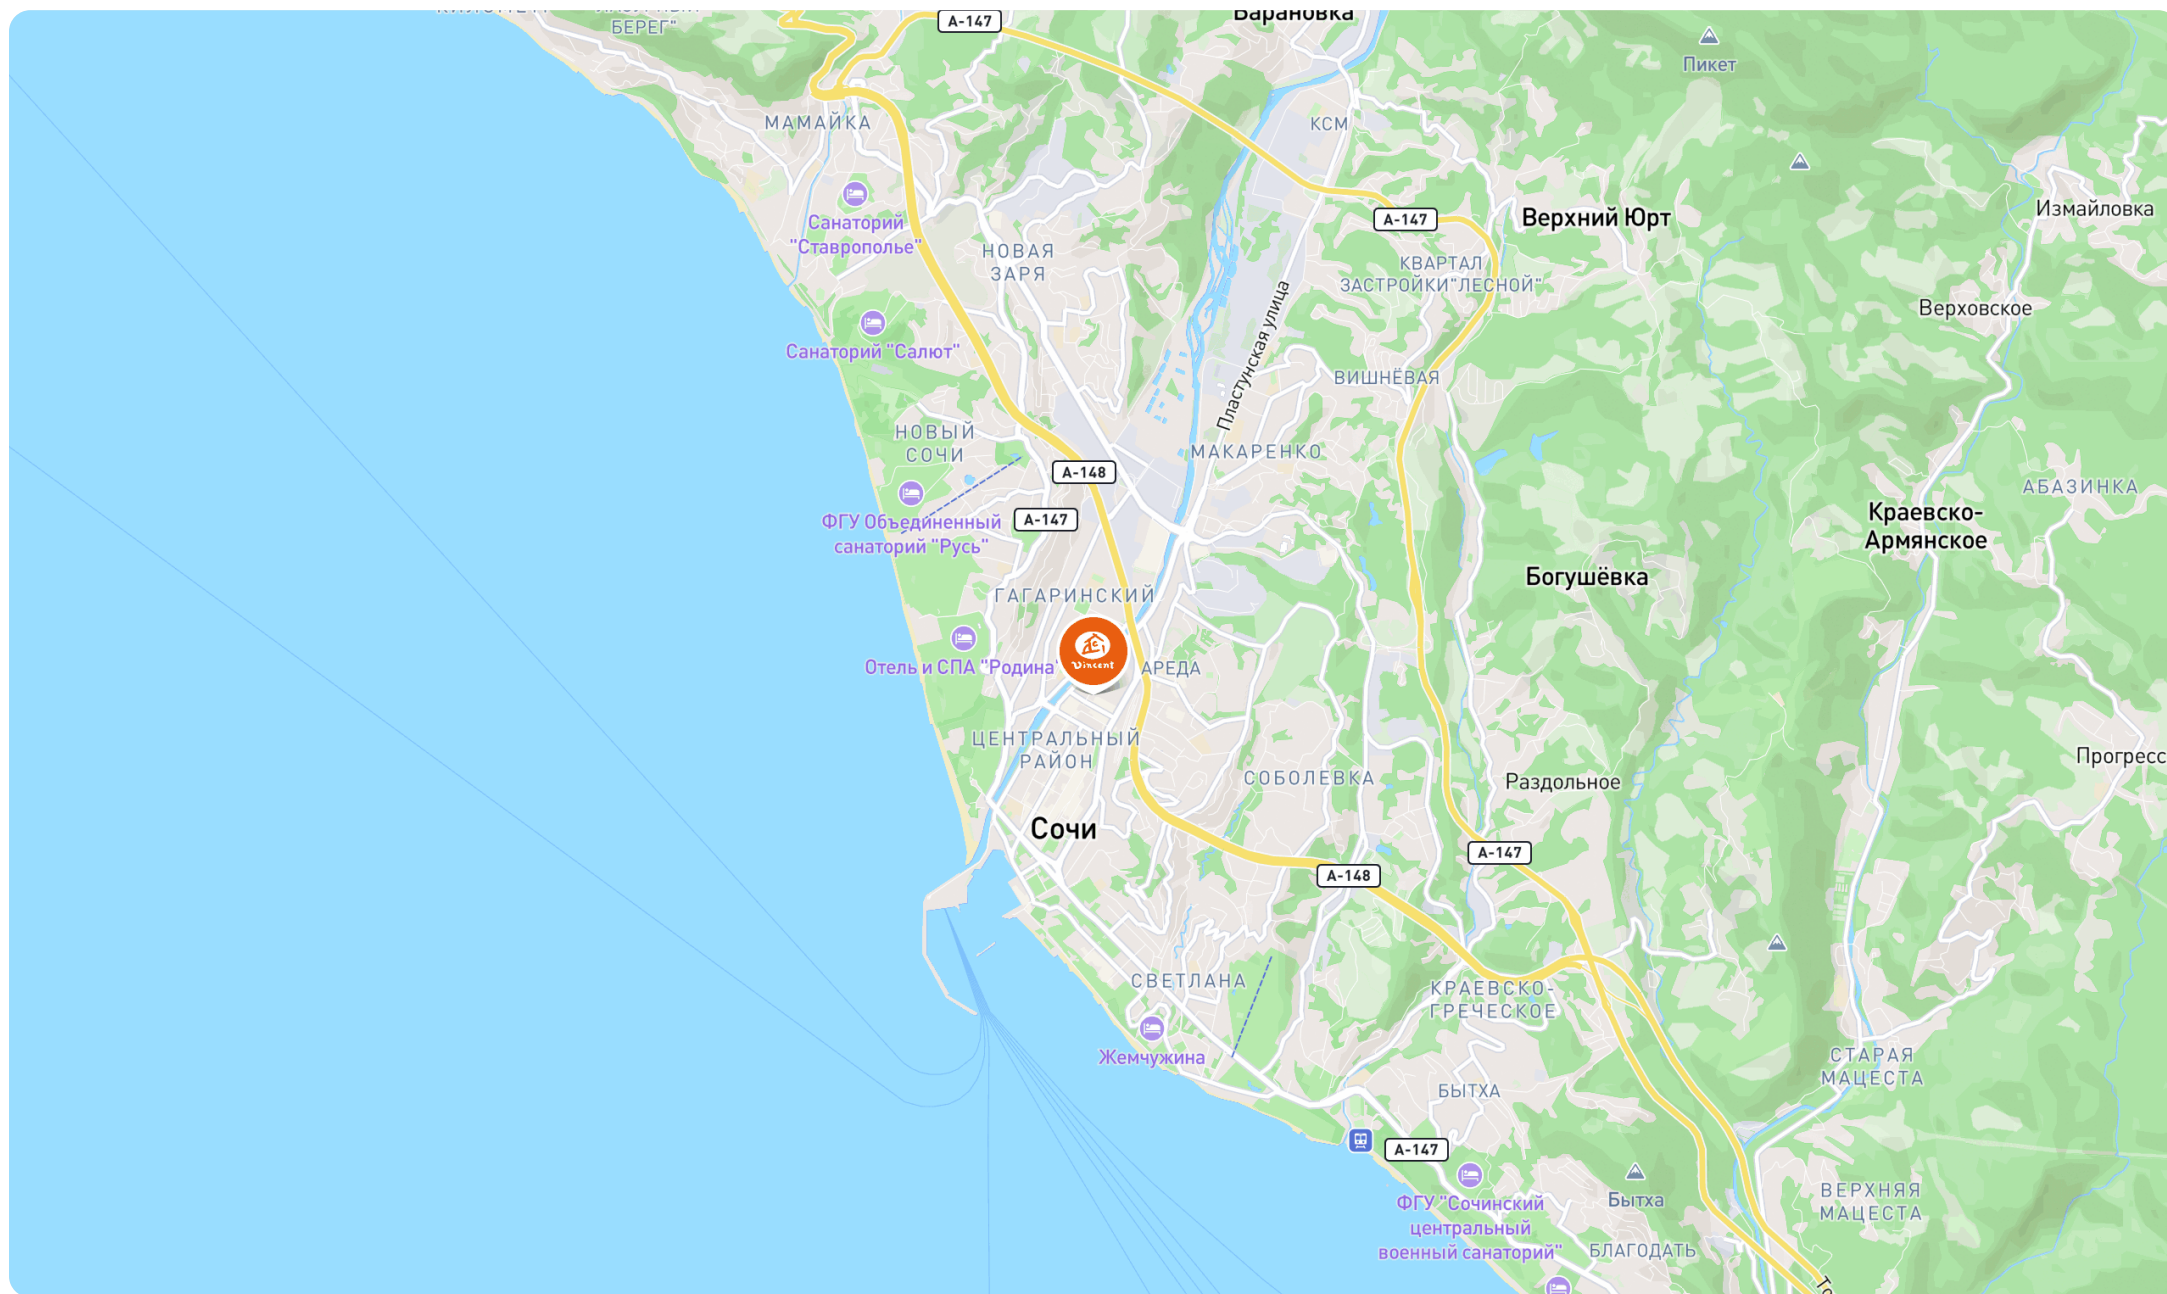 БЕРЕГ"
А-147
Барановка
Пикет
МАМАЙКА
КСМ
Санаторий
"Ставрополье"
А-147
Верхний Юрт
Измайловка
НОВАЯ
ЗАРЯ
КВАРТАЛ
ЗАСТРОЙКИ"ЛЕСНОЙ"
Верховское
Санаторий "Салют"
Пластунская улица
ВИШНЁВАЯ
НОВЫЙ
СОЧИ
МАКАРЕНКО
А-148
АБАЗИНКА
ФГУ Объединенный
санаторий "Русь"
А-147
Краевско-
Армянское
Богушёвка
ГАГАРИНСКИЙ
Vincent
Отель и СПА "Родина"
АРЕДА
ЦЕНТРАЛЬНЫЙ
РАЙОН
СОБОЛЕВКА
Раздольное
Прогресс
Сочи
А-147
А-148
СВЕТЛАНА
КРАЕВСКО-
ГРЕЧЕСКОЕ
Жемчужина
СТАРАЯ
МАЦЕСТА
БЫТХА
А-147
ФГУ "Сочинский
центральный
военный санаторий"
Бытха
ВЕРХНЯЯ
МАЦЕСТА
БЛАГОДАТЬ